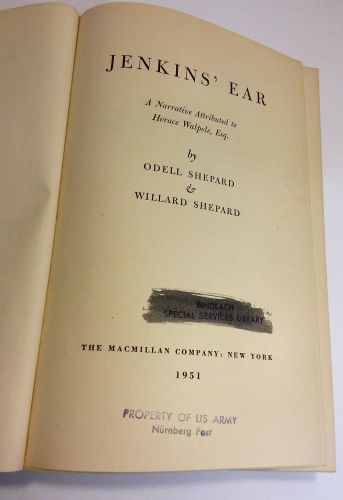 JENKINS' EAR
A Narrative Attributed to
Horace Walpole, Esq.
by
ODELL SHEPARD
&
WILLARD SHEPARD
BINDLACH
SPECIAL SERVICES LIBRARY
THE MACMILLAN COMPANY: NEW YORK
1951
PROPERTY OF US ARMY
Nürnberg Post